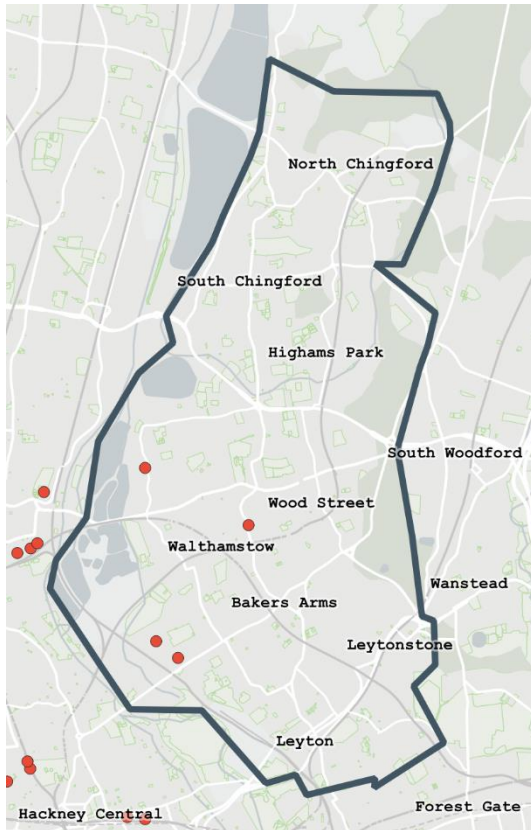 North Chingford
South Chingford
Highams Park
South Woodford
Wood Street
Walthamstow
Wanstead
Bakers Arms
Leytonstone
Leyton
Forest Gate
Hackney Central